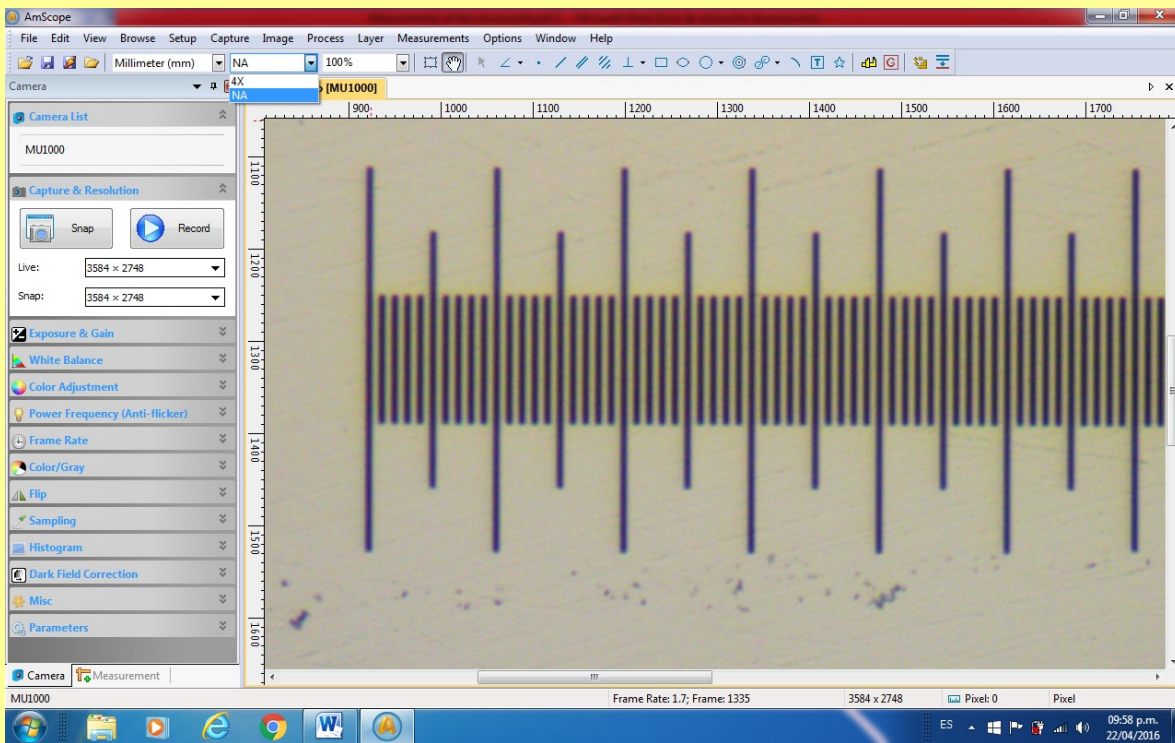 AmScope
File Edit View Browse Setup Capture Image Process Layer Measurements Options Window Help
Millimeter (mm) NA 100%
4X
NA
Camera
[MU1000]
Camera List
MU1000
Capture & Resolution
Snap Record
Live: 3584 × 2748
Snap: 3584 × 2748
Exposure & Gain
White Balance
Color Adjustment
Power Frequency (Anti-flicker)
Frame Rate
Color/Gray
Flip
Sampling
Histogram
Dark Field Correction
Misc
Parameters
Camera Measurement
900 1000 1100 1200 1300 1400 1500 1600 1700
1100
1200
1300
1400
1500
1600
MU1000 Frame Rate: 1.7; Frame: 1335 3584 x 2748 Pixel: 0 Pixel
ES 09:58 p.m.
22/04/2016